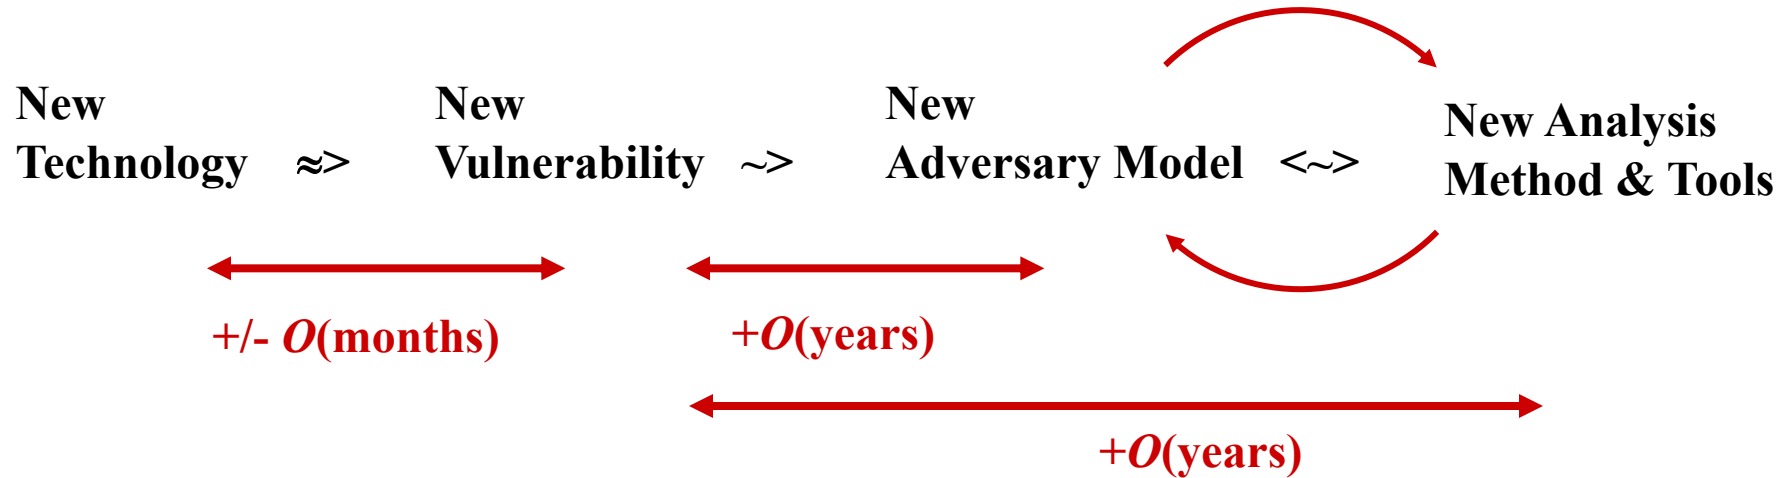 New
Technology
≈>
New
Vulnerability
~>
New
Adversary Model
<~>
New Analysis
Method & Tools
+/- O(months)
+O(years)
+O(years)